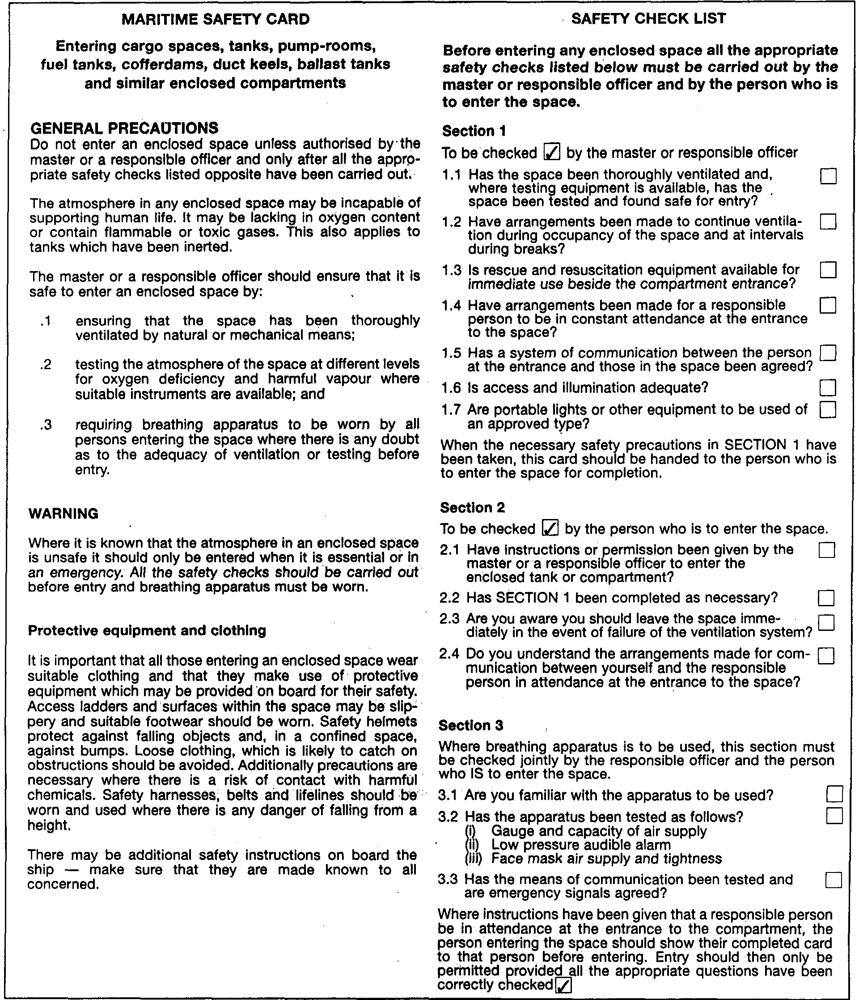 MARITIME SAFETY CARD
Entering cargo spaces, tanks, pump-rooms,
fuel tanks, cofferdams, duct keels, ballast tanks
and similar enclosed compartments
GENERAL PRECAUTIONS
Do not enter an enclosed space unless authorised by the
master or a responsible officer and only after all the appro-
priate safety checks listed opposite have been carried out.
The atmosphere in any enclosed space may be incapable of
supporting human life. It may be lacking in oxygen content
or contain flammable or toxic gases. This also applies to
tanks which have been inerted.
The master or a responsible officer should ensure that it is
safe to enter an enclosed space by:
.1 ensuring that the space has been thoroughly
ventilated by natural or mechanical means;
.2 testing the atmosphere of the space at different levels
for oxygen deficiency and harmful vapour where
suitable instruments are available; and
.3 requiring breathing apparatus to be worn by all
persons entering the space where there is any doubt
as to the adequacy of ventilation or testing before
entry.
WARNING
Where it is known that the atmosphere in an enclosed space
is unsafe it should only be entered when it is essential or in
an emergency. All the safety checks should be carried out
before entry and breathing apparatus must be worn.
Protective equipment and clothing
It is important that all those entering an enclosed space wear
suitable clothing and that they make use of protective
equipment which may be provided on board for their safety.
Access ladders and surfaces within the space may be slip-
pery and suitable footwear should be worn. Safety helmets
protect against falling objects and, in a confined space,
against bumps. Loose clothing, which is likely to catch on
obstructions should be avoided. Additionally precautions are
necessary where there is a risk of contact with harmful
chemicals. Safety harnesses, belts and lifelines should be
worn and used where there is any danger of falling from a
height.
There may be additional safety instructions on board the
ship — make sure that they are made known to all
concerned.
SAFETY CHECK LIST
Before entering any enclosed space all the appropriate
safety checks listed below must be carried out by the
master or responsible officer and by the person who is
to enter the space.
Section 1
To be checked ☑ by the master or responsible officer
1.1 Has the space been thoroughly ventilated and, ☐
where testing equipment is available, has the
space been tested and found safe for entry?
1.2 Have arrangements been made to continue ventila- ☐
tion during occupancy of the space and at intervals
during breaks?
1.3 Is rescue and resuscitation equipment available for ☐
immediate use beside the compartment entrance?
1.4 Have arrangements been made for a responsible ☐
person to be in constant attendance at the entrance
to the space?
1.5 Has a system of communication between the person ☐
at the entrance and those in the space been agreed?
1.6 Is access and illumination adequate? ☐
1.7 Are portable lights or other equipment to be used of ☐
an approved type?
When the necessary safety precautions in SECTION 1 have
been taken, this card should be handed to the person who is
to enter the space for completion.
Section 2
To be checked ☑ by the person who is to enter the space.
2.1 Have instructions or permission been given by the ☐
master or a responsible officer to enter the
enclosed tank or compartment?
2.2 Has SECTION 1 been completed as necessary? ☐
2.3 Are you aware you should leave the space imme- ☐
diately in the event of failure of the ventilation system?
2.4 Do you understand the arrangements made for com- ☐
munication between yourself and the responsible
person in attendance at the entrance to the space?
Section 3
Where breathing apparatus is to be used, this section must
be checked jointly by the responsible officer and the person
who IS to enter the space.
3.1 Are you familiar with the apparatus to be used? ☐
3.2 Has the apparatus been tested as follows? ☐
(i) Gauge and capacity of air supply
(ii) Low pressure audible alarm
(iii) Face mask air supply and tightness
3.3 Has the means of communication been tested and ☐
are emergency signals agreed?
Where instructions have been given that a responsible person
be in attendance at the entrance to the compartment, the
person entering the space should show their completed card
to that person before entering. Entry should then only be
permitted provided all the appropriate questions have been
correctly checked ☑